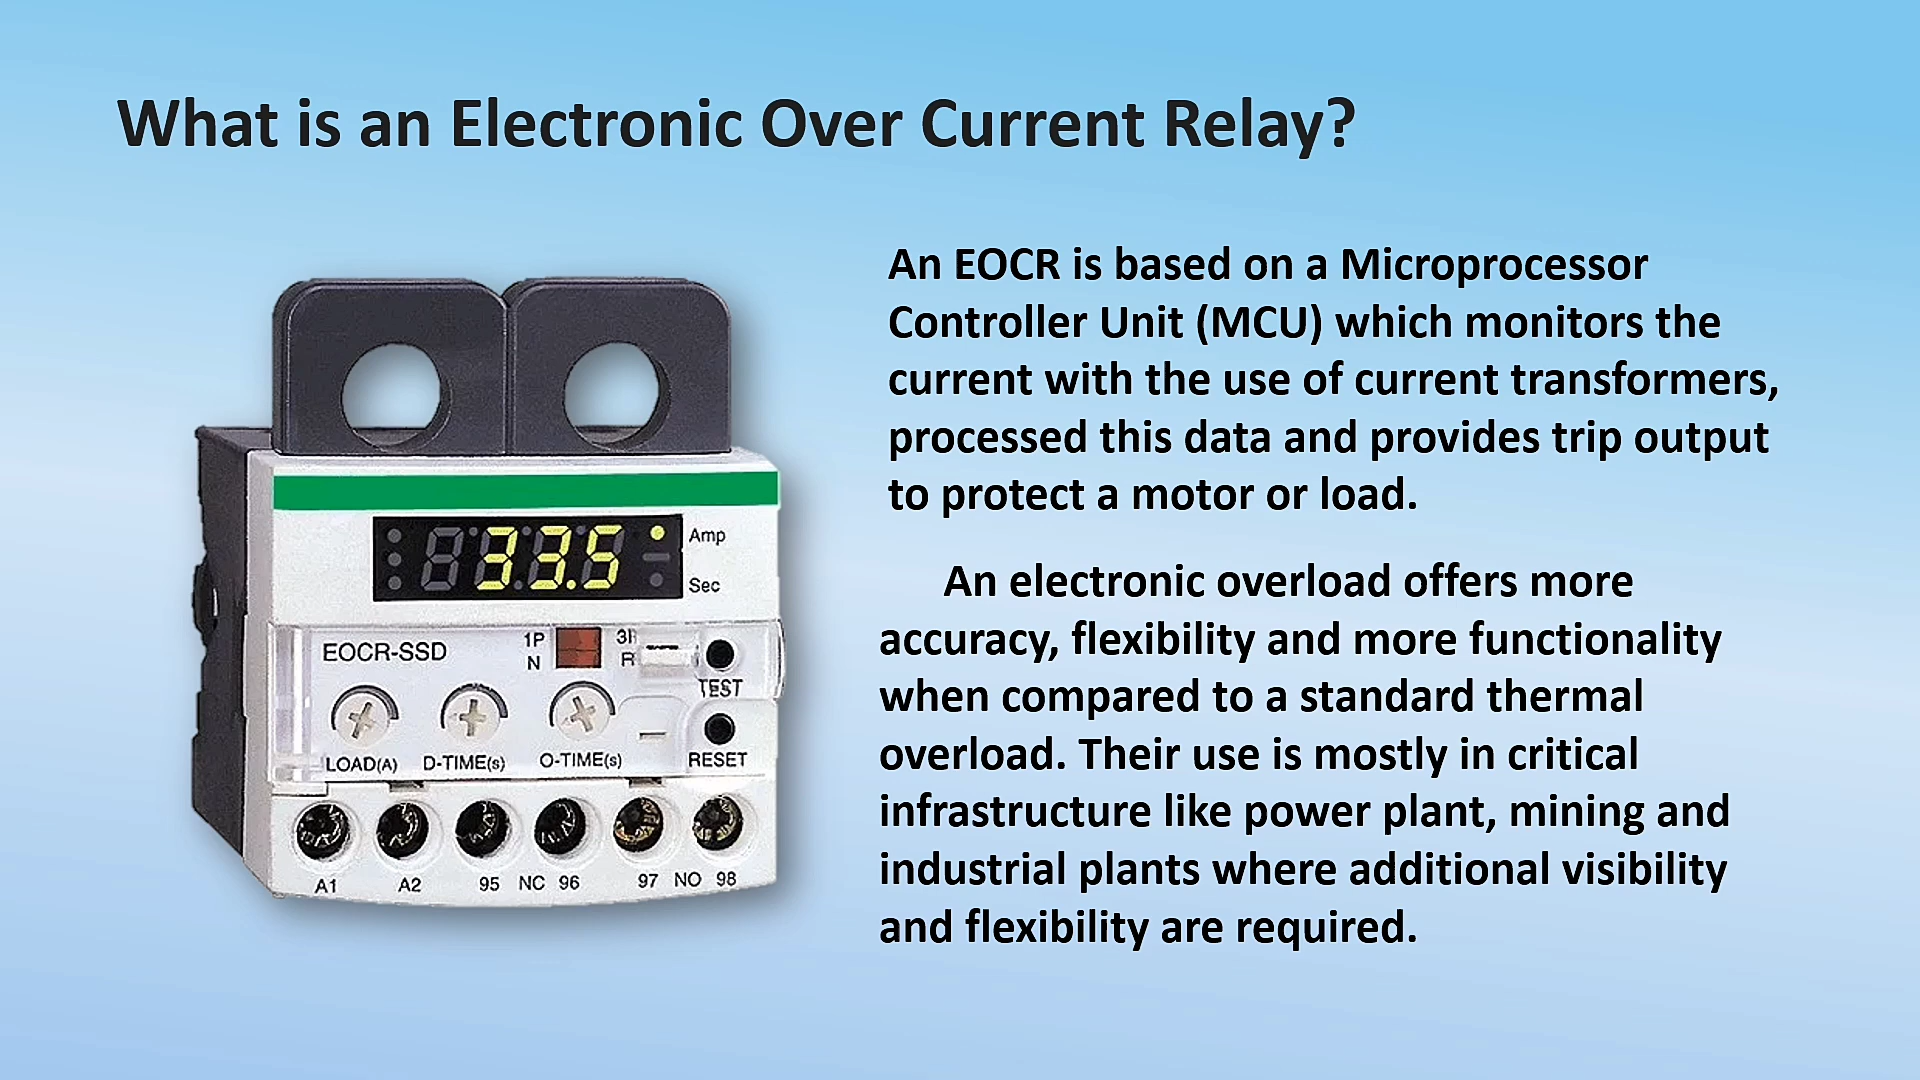 What is an Electronic Over Current Relay?
An EOCR is based on a Microprocessor
Controller Unit (MCU) which monitors the
current with the use of current transformers,
processed this data and provides trip output
to protect a motor or load.
An electronic overload offers more
accuracy, flexibility and more functionality
when compared to a standard thermal
overload. Their use is mostly in critical
infrastructure like power plant, mining and
industrial plants where additional visibility
and flexibility are required.
33.5
Amp
Sec
EOCR-SSD
1P
N
R
TEST
RESET
LOAD(A) D-TIME(s) O-TIME(s)
A1 A2 95 NC 96 97 NO 98